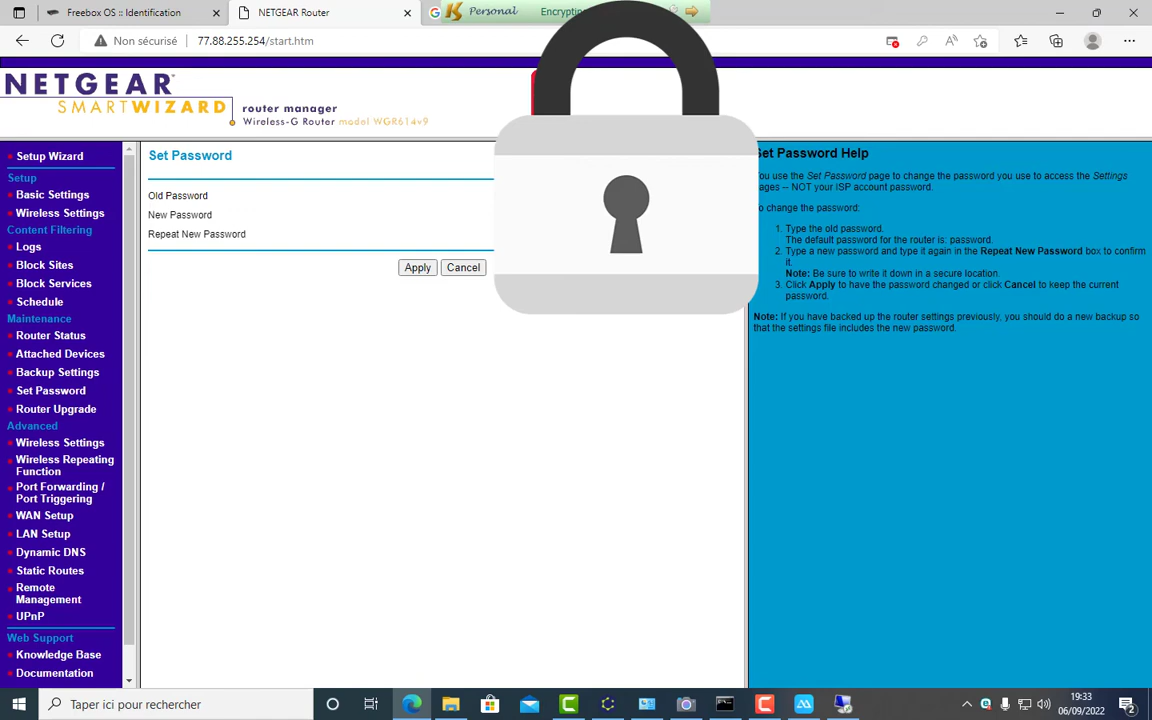 Freebox OS :: Identification
NETGEAR Router
Personal
Encrypting
Non sécurisé
77.88.255.254/start.htm
NETGEAR
SMARTWIZARD
router manager
Wireless-G Router model WGR614v9
Setup Wizard
Setup
Basic Settings
Wireless Settings
Content Filtering
Logs
Block Sites
Block Services
Schedule
Maintenance
Router Status
Attached Devices
Backup Settings
Set Password
Router Upgrade
Advanced
Wireless Settings
Wireless Repeating
Function
Port Forwarding /
Port Triggering
WAN Setup
LAN Setup
Dynamic DNS
Static Routes
Remote
Management
UPnP
Web Support
Knowledge Base
Documentation
Set Password
Old Password
New Password
Repeat New Password
Apply
Cancel
Set Password Help
You use the Set Password page to change the password you use to access the Settings
ages -- NOT your ISP account password.
o change the password:
1. Type the old password.
The default password for the router is: password.
2. Type a new password and type it again in the Repeat New Password box to confirm
it.
Note: Be sure to write it down in a secure location.
3. Click Apply to have the password changed or click Cancel to keep the current
password.
Note: If you have backed up the router settings previously, you should do a new backup so
that the settings file includes the new password.
Taper ici pour rechercher
19:33
06/09/2022
2